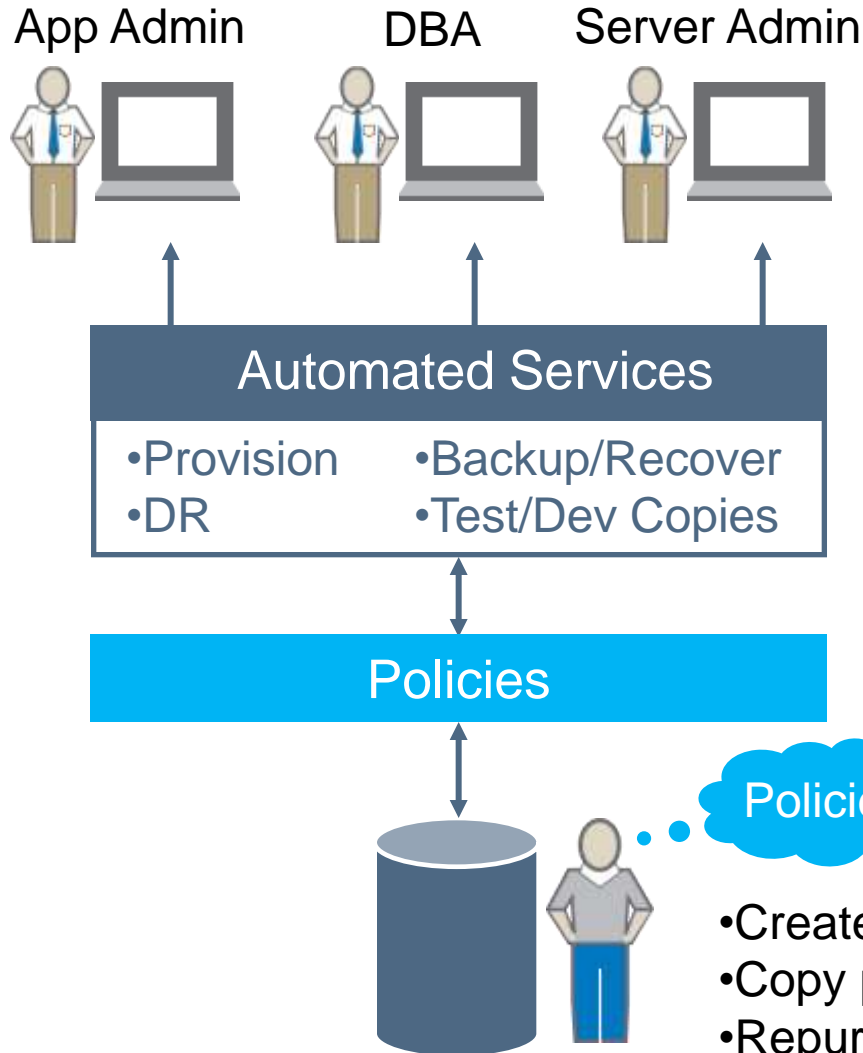 App Admin DBA Server Admin
Automated Services
•Provision •Backup/Recover
•DR •Test/Dev Copies
Policies
•Create
•Copy